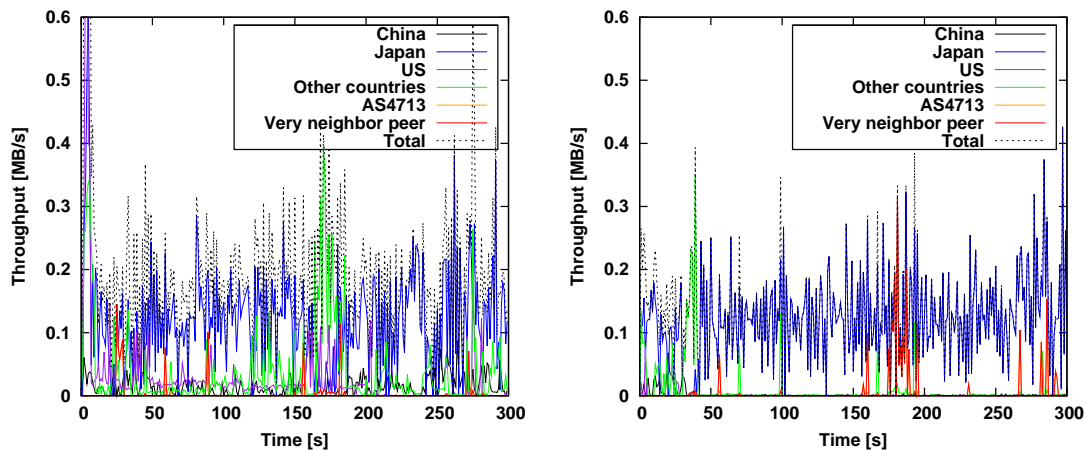 0.6
0.5
0.4
0.3
0.2
0.1
0
Throughput [MB/s]
China
Japan
US
Other countries
AS4713
Very neighbor peer
Total
0 50 100 150 200 250 300
Time [s]
0.6
0.5
0.4
0.3
0.2
0.1
0
Throughput [MB/s]
China
Japan
US
Other countries
AS4713
Very neighbor peer
Total
0 50 100 150 200 250 300
Time [s]